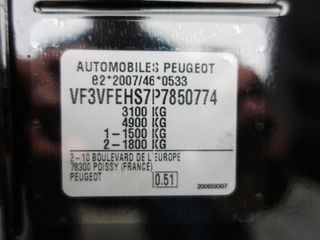 AUTOMOBILES PEUGEOT
e2*2007/46*0533
VF3VFEHS7P7850774
3100 KG
4900 KG
1-1500 KG
2-1800 KG
2-10 BOULEVARD DE L'EUROPE
78300 POISSY (FRANCE)
PEUGEOT
0.51
200659307